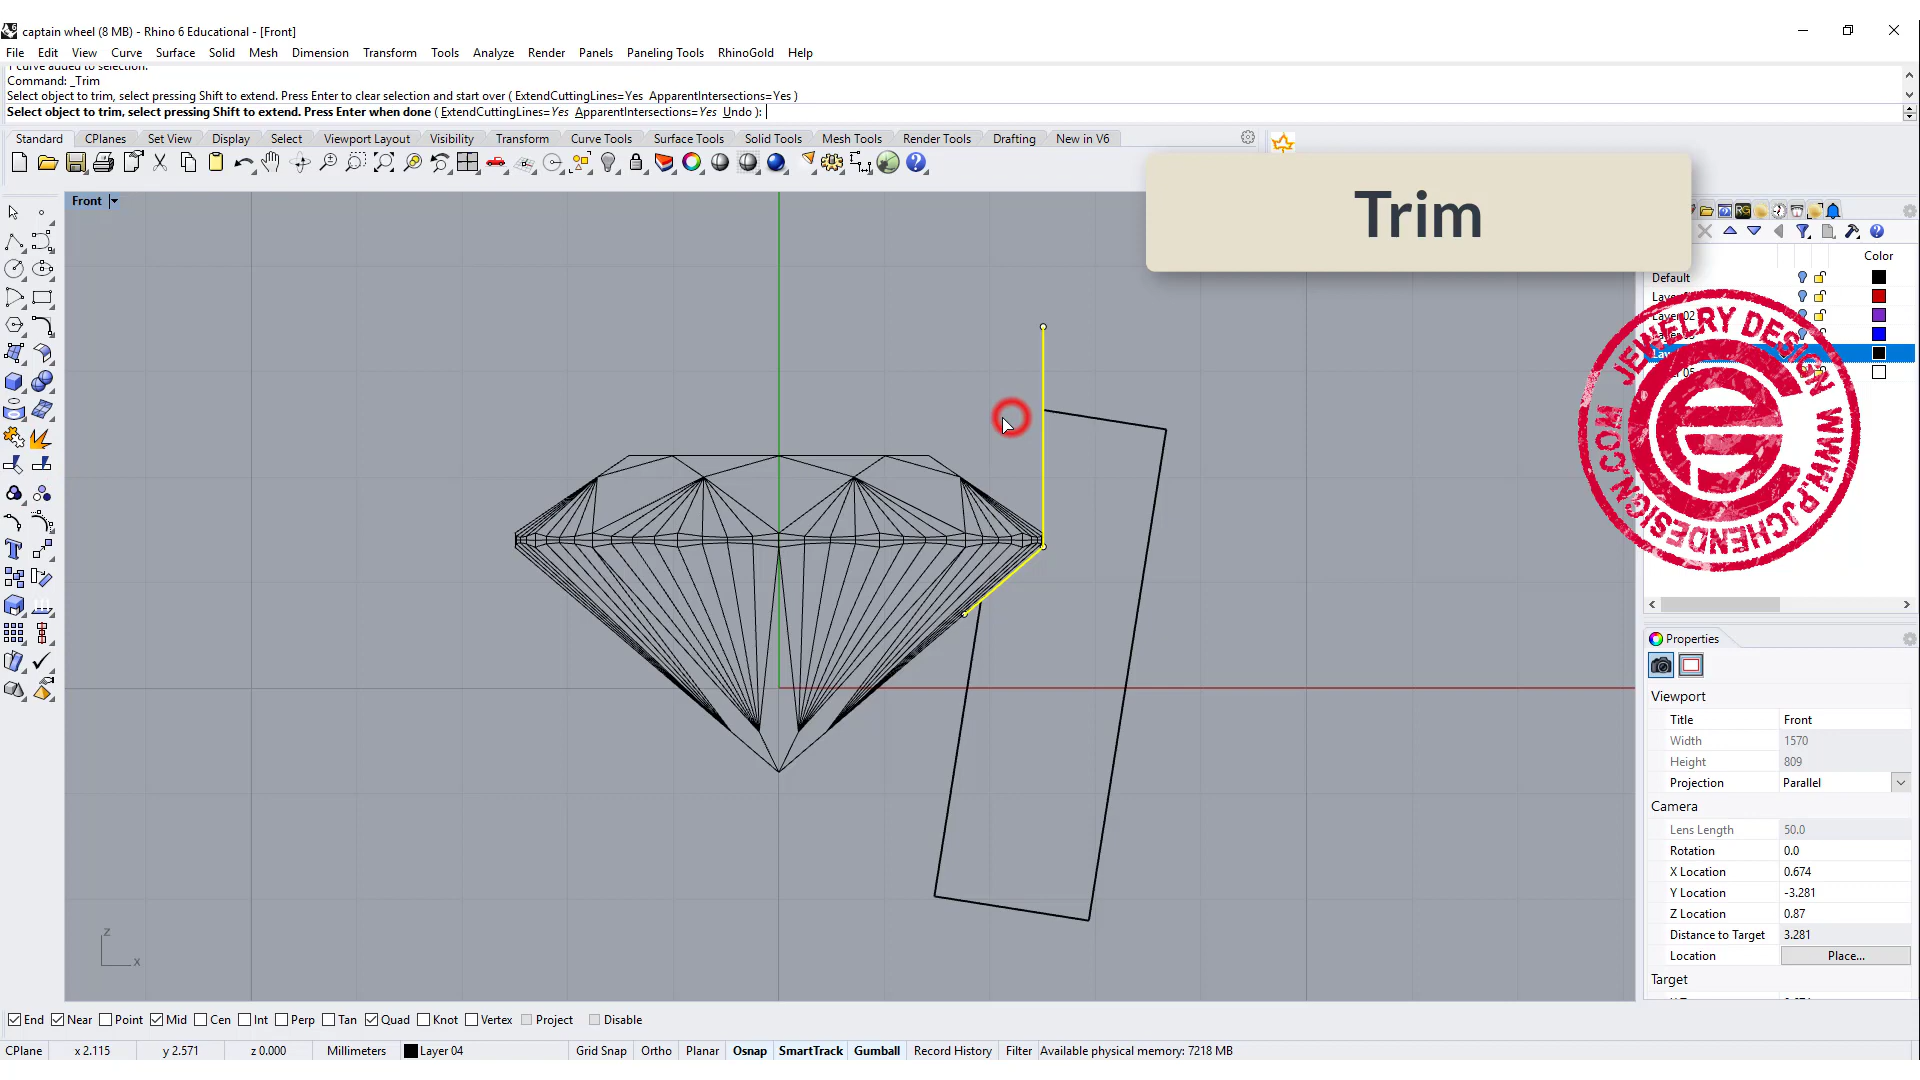 captain wheel (8 MB) - Rhino 6 Educational - [Front]
File Edit View Curve Surface Solid Mesh Dimension Transform Tools Analyze Render Panels Paneling Tools RhinoGold Help
1 curve added to selection.
Command: _Trim
Select object to trim, select pressing Shift to extend. Press Enter to clear selection and start over ( ExtendCuttingLines=Yes ApparentIntersections=Yes )
Select object to trim, select pressing Shift to extend. Press Enter when done ( ExtendCuttingLines=Yes ApparentIntersections=Yes Undo ):
Standard CPlanes Set View Display Select Viewport Layout Visibility Transform Curve Tools Surface Tools Solid Tools Mesh Tools Render Tools Drafting New in V6
Trim
Front
Color
Default
JEWELRY DESIGN WWW.PJCHENDESIGN.COM
Properties
Viewport
Title Front
Width 1570
Height 809
Projection Parallel
Camera
Lens Length 50.0
Rotation 0.0
X Location 0.674
Y Location -3.281
Z Location 0.87
Distance to Target 3.281
Location Place...
Target
z
x
End Near Point Mid Cen Int Perp Tan Quad Knot Vertex Project Disable
CPlane x 2.115 y 2.571 z 0.000 Millimeters Layer 04 Grid Snap Ortho Planar Osnap SmartTrack Gumball Record History Filter Available physical memory: 7218 MB